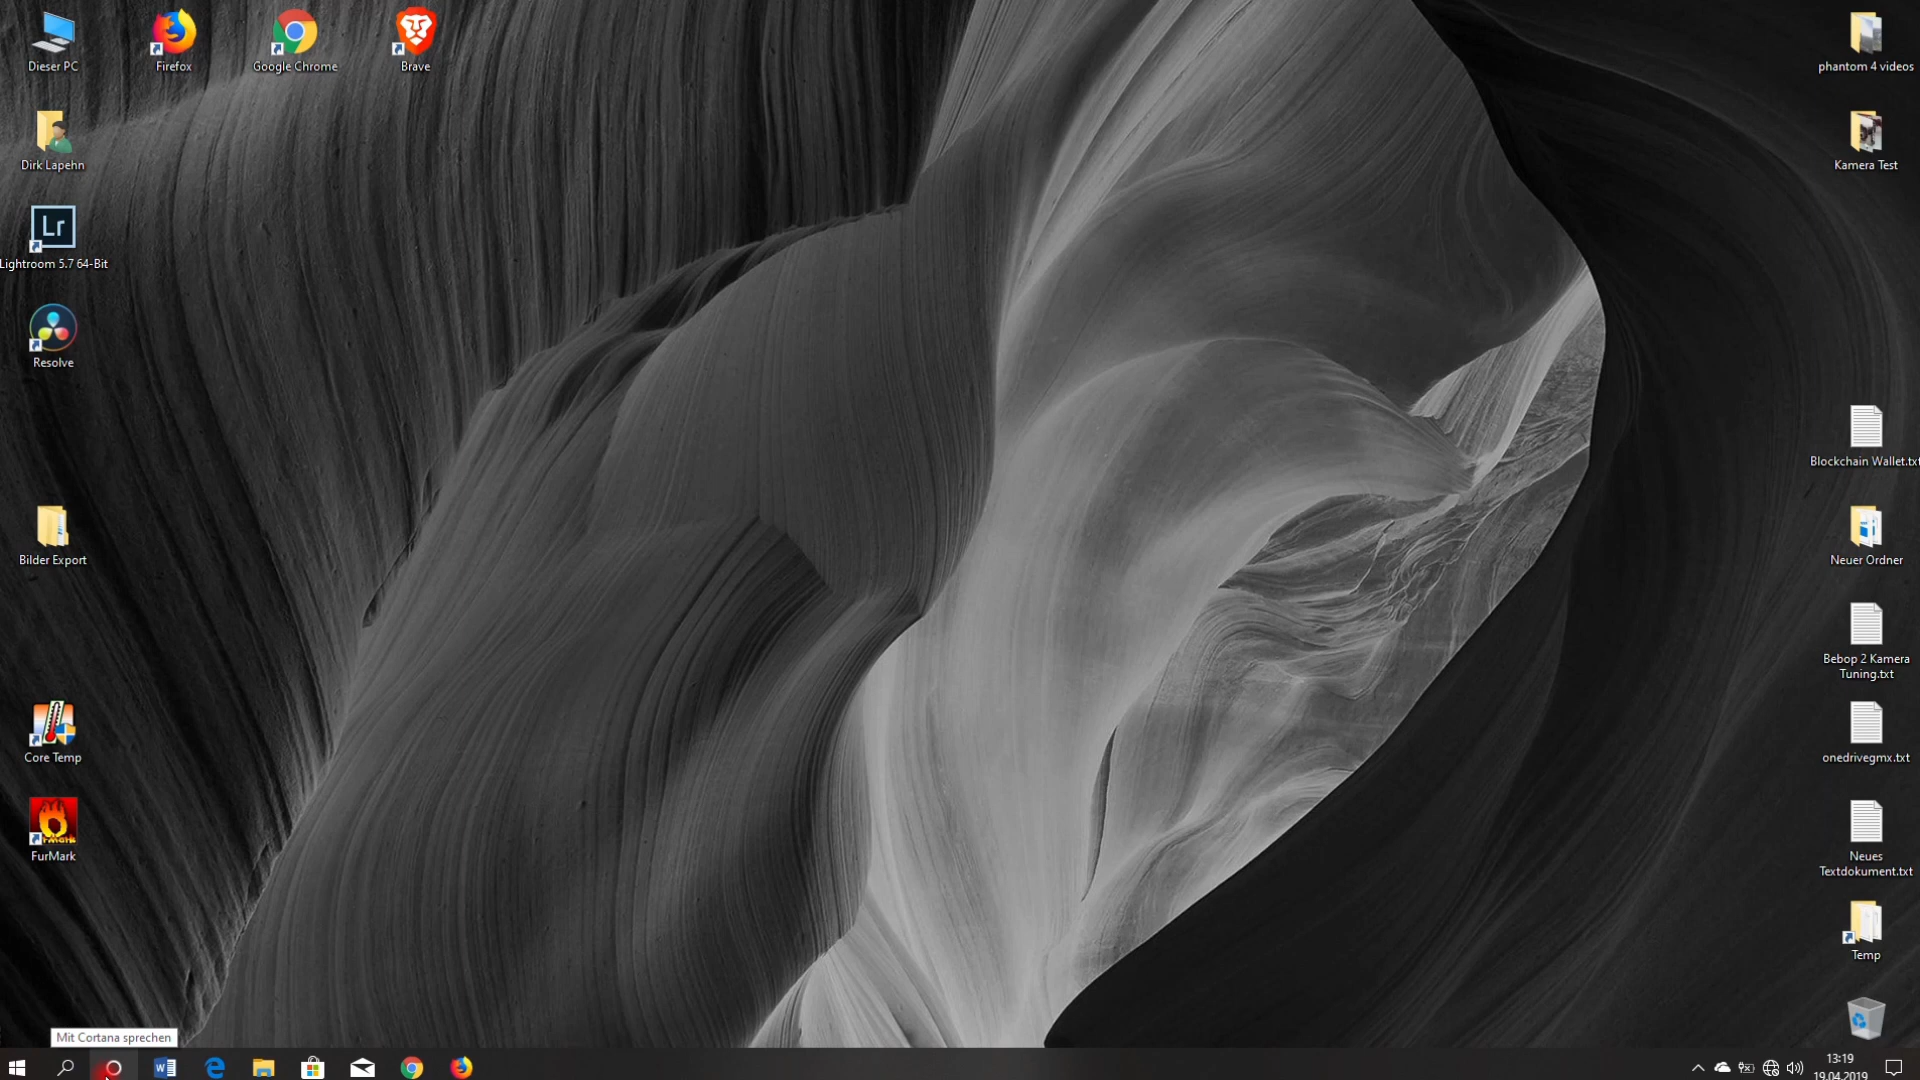 Dieser PC
Firefox
Google Chrome
Brave
phantom 4 videos
Dirk Lapehn
Kamera Test
Lr
Lightroom 5.7 64-Bit
Resolve
Blockchain Wallet.txt
Bilder Export
Neuer Ordner
Bebop 2 Kamera
Tuning.txt
Core Temp
onedrivegmx.txt
FurMark
Neues
Textdokument.txt
Temp
Mit Cortana sprechen
13:19
19.04.2019